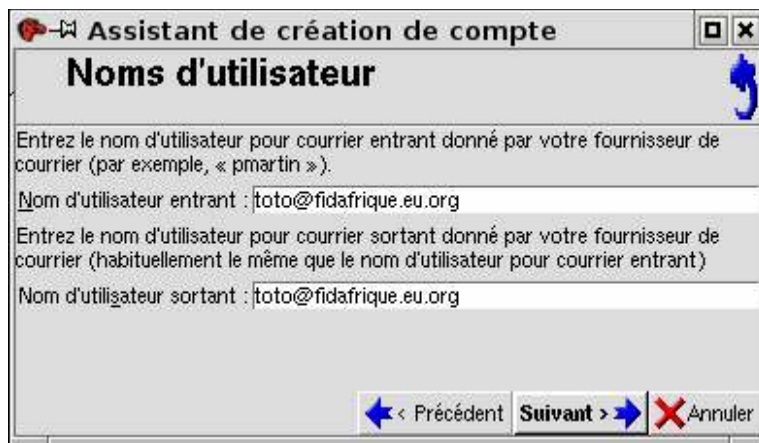 Assistant de création de compte
Noms d'utilisateur
Entrez le nom d'utilisateur pour courrier entrant donné par votre fournisseur de
courrier (par exemple, « pmartin »).
Nom d'utilisateur entrant : toto@fidafrique.eu.org
Entrez le nom d'utilisateur pour courrier sortant donné par votre fournisseur de
courrier (habituellement le même que le nom d'utilisateur pour courrier entrant)
Nom d'utilisateur sortant : toto@fidafrique.eu.org
< Précédent Suivant > Annuler